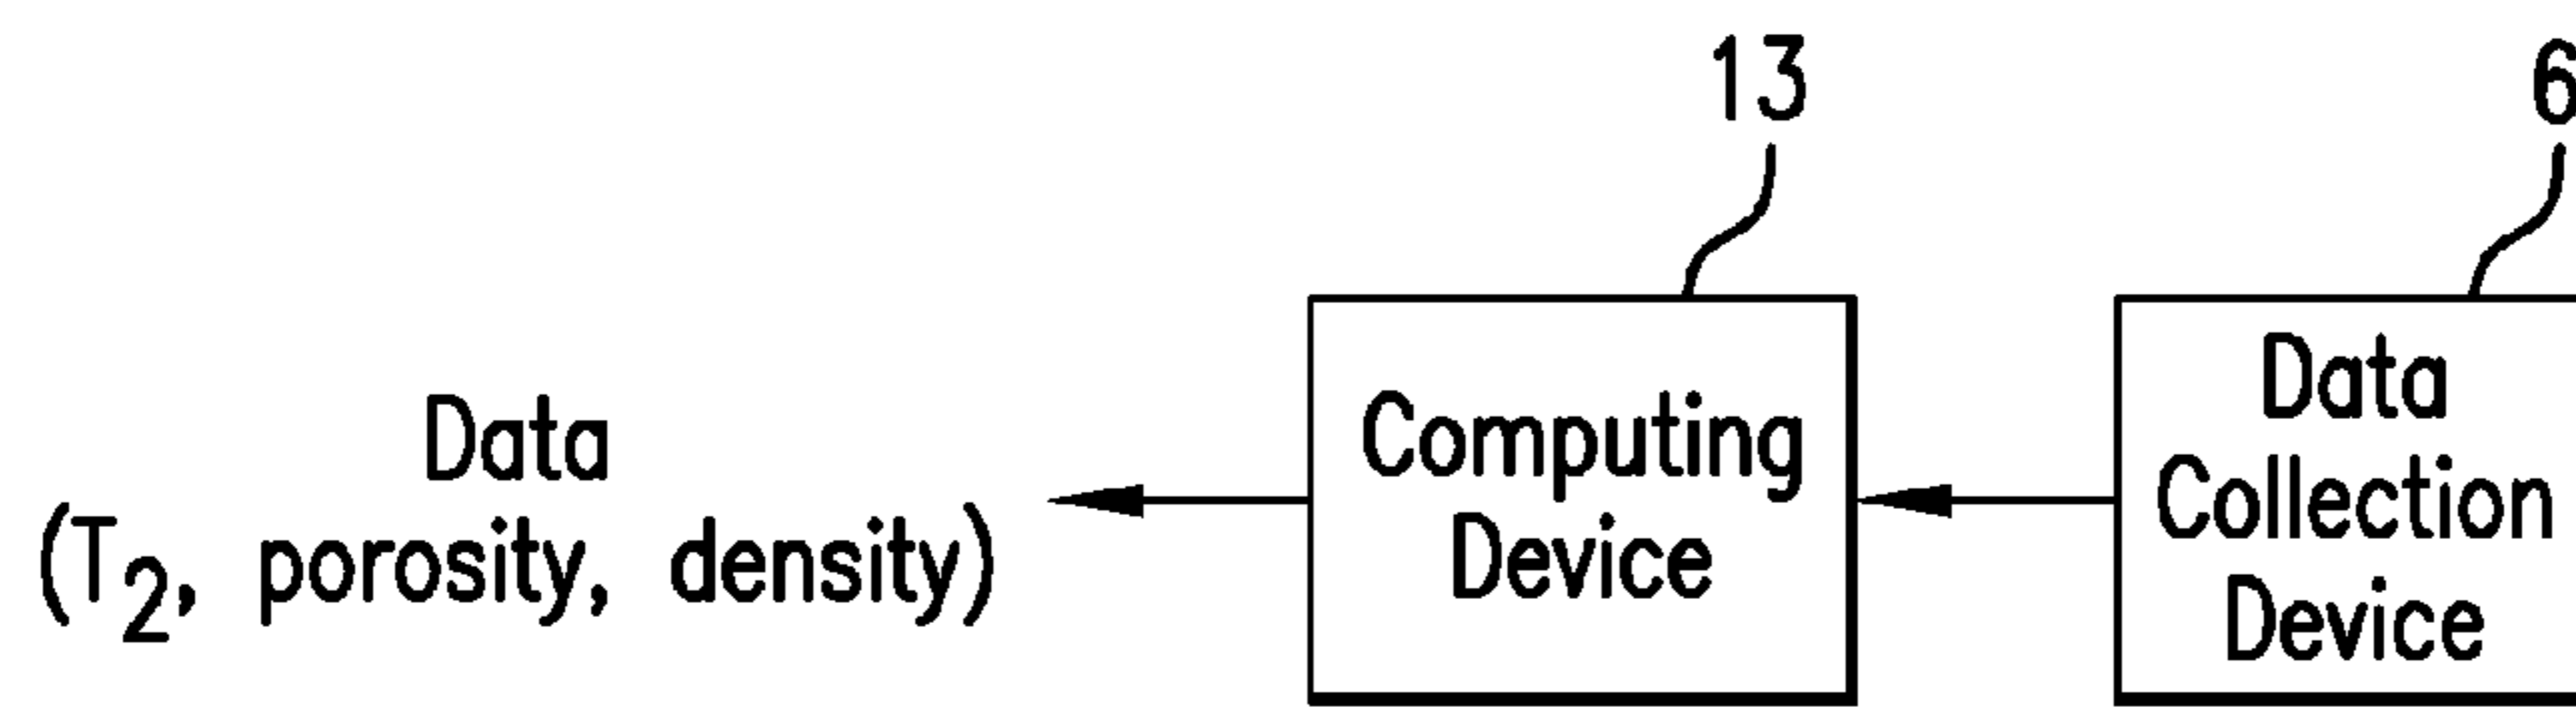 13
6
Data
(T2, porosity, density)
Computing
Device
Data
Collection
Device